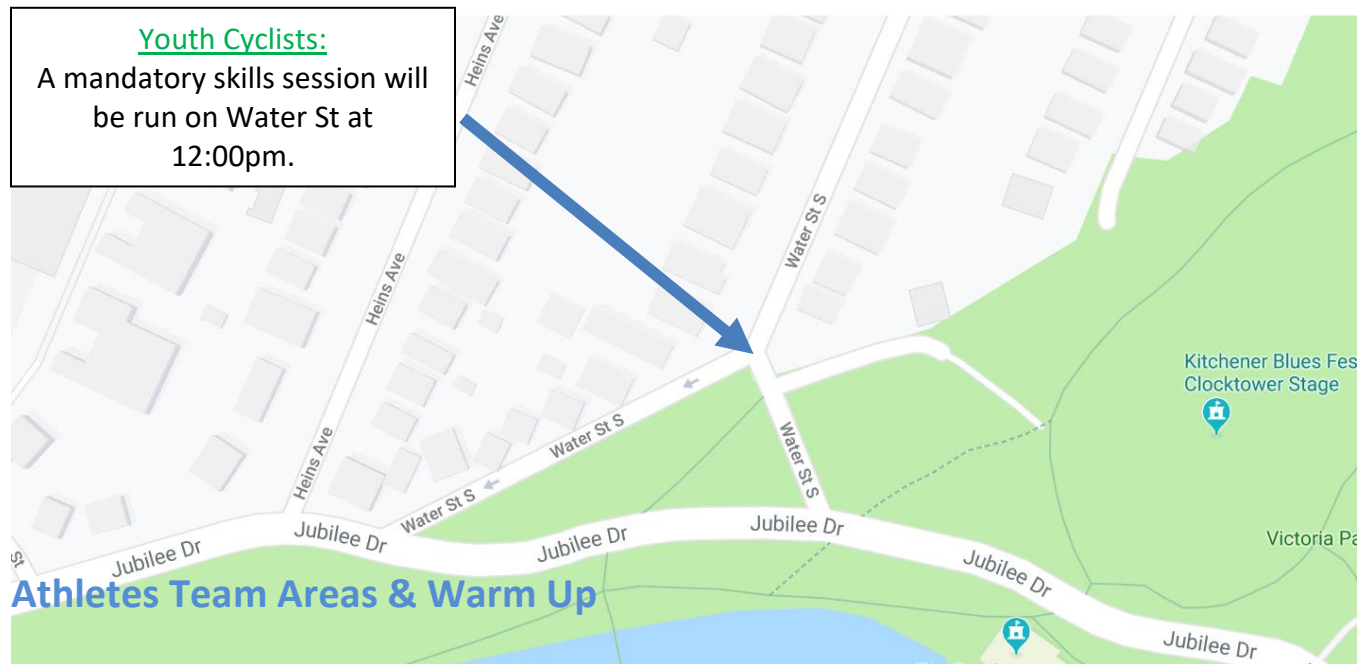 Youth Cyclists:
A mandatory skills session will
be run on Water St at
12:00pm.
Heins Ave
Water St S
Heins Ave
Kitchener Blues Fes
Clocktower Stage
Water St S
Water St S
Heins Ave
Water St S
Jubilee Dr
Jubilee Dr
Jubilee Dr
Jubilee Dr
Victoria Pa
St
Jubilee Dr
Athletes Team Areas & Warm Up
Jubilee Dr